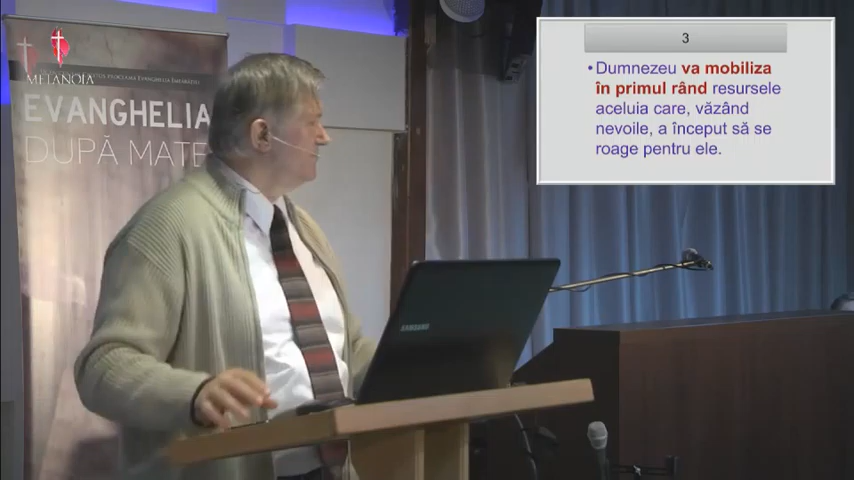 METANOIA
EVANGHELIA
DUPĂ MATE
3
•Dumnezeu va mobiliza
în primul rând resursele
aceluia care, văzând
nevoile, a început să se
roage pentru ele.
SAMSUNG